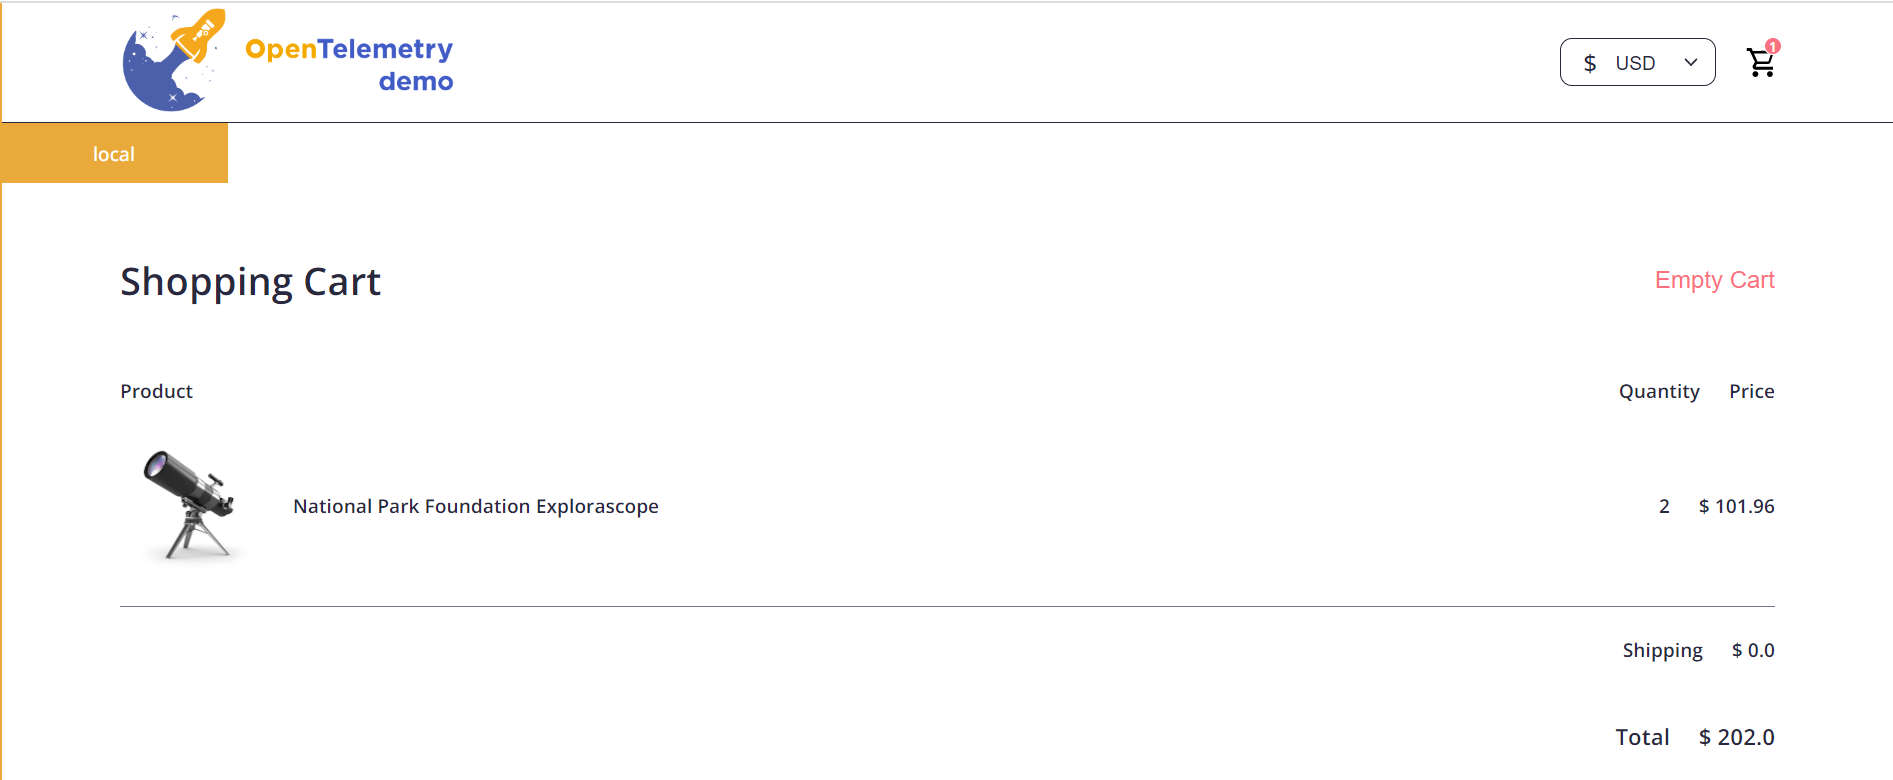 OpenTelemetry
demo
$ USD
1
local
Shopping Cart
Empty Cart
Product Quantity Price
National Park Foundation Explorascope 2 $ 101.96
Shipping $ 0.0
Total $ 202.0